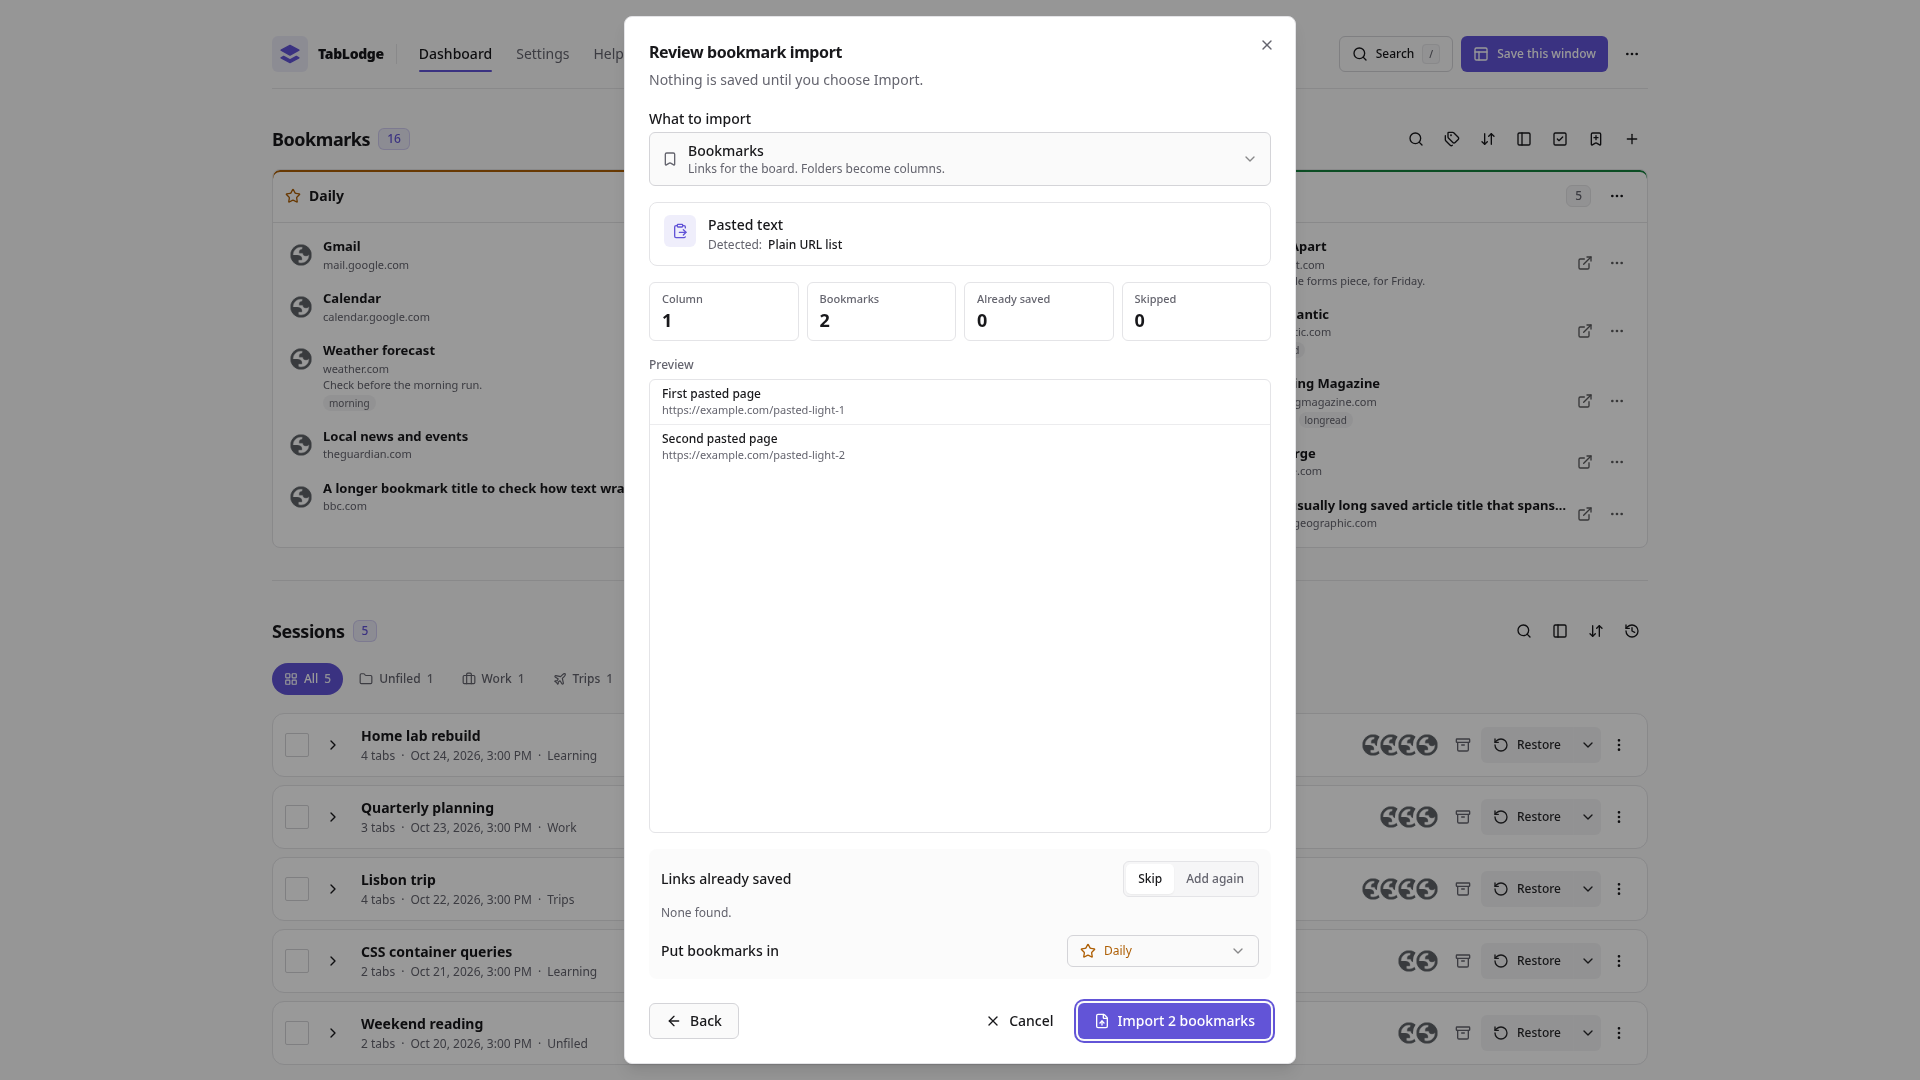 TabLodge
Dashboard
Settings
Help
Search /
Save this window
Bookmarks 16
Daily
Gmail
mail.google.com
Calendar
calendar.google.com
Weather forecast
weather.com
Check before the morning run.
morning
Local news and events
theguardian.com
A longer bookmark title to check how text wra
bbc.com
Review bookmark import
Nothing is saved until you choose Import.
What to import
Bookmarks
Links for the board. Folders become columns.
Pasted text
Detected: Plain URL list
Column
1
Bookmarks
2
Already saved
0
Skipped
0
Preview
First pasted page
https://example.com/pasted-light-1
Second pasted page
https://example.com/pasted-light-2
Links already saved
Skip
Add again
None found.
Put bookmarks in
Daily
Back
Cancel
Import 2 bookmarks
5
Apart
t.com
le forms piece, for Friday.
antic
tic.com
ng Magazine
gmagazine.com
longread
rge
.com
sually long saved article title that spans...
geographic.com
Sessions 5
All 5
Unfiled 1
Work 1
Trips 1
Home lab rebuild
4 tabs · Oct 24, 2026, 3:00 PM · Learning
Restore
Quarterly planning
3 tabs · Oct 23, 2026, 3:00 PM · Work
Restore
Lisbon trip
4 tabs · Oct 22, 2026, 3:00 PM · Trips
Restore
CSS container queries
2 tabs · Oct 21, 2026, 3:00 PM · Learning
Restore
Weekend reading
2 tabs · Oct 20, 2026, 3:00 PM · Unfiled
Restore